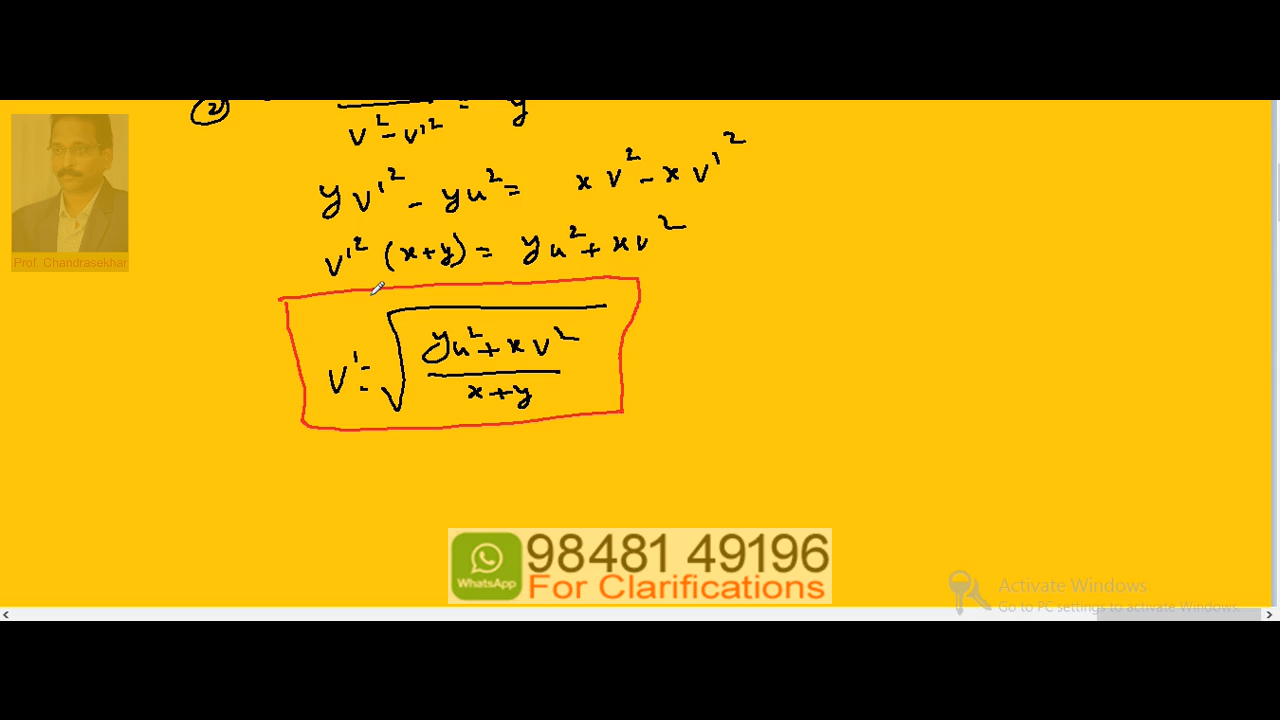 ②
v² - v'² = y
y v'² - y u² = x v² - x v'²
v'² (x+y) = y u² + x v²
v' = √ y u² + x v²
x + y
Prof. Chandrasekhar
WhatsApp
98481 49196
For Clarifications
Activate Windows
Go to PC settings to activate Windows.